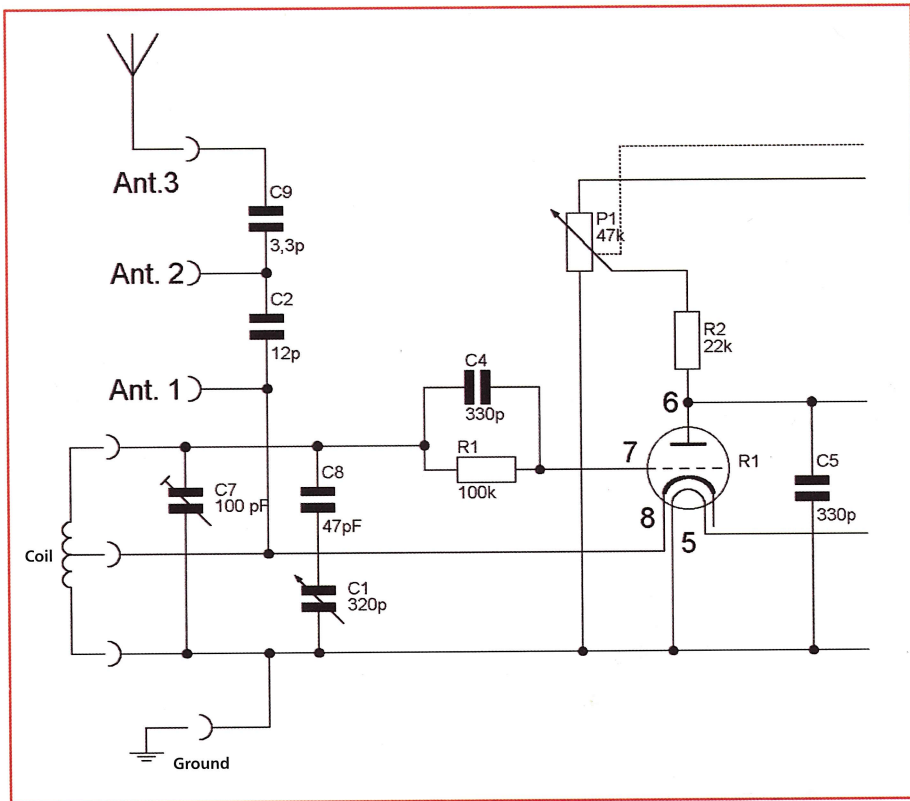 Ant.3
C9
3,3p
Ant. 2
C2
12p
Ant. 1
P1
47k
R2
22k
C4
330p
R1
100k
6
7
R1
8
5
C5
330p
C7
100 pF
C8
47pF
Coil
C1
320p
Ground